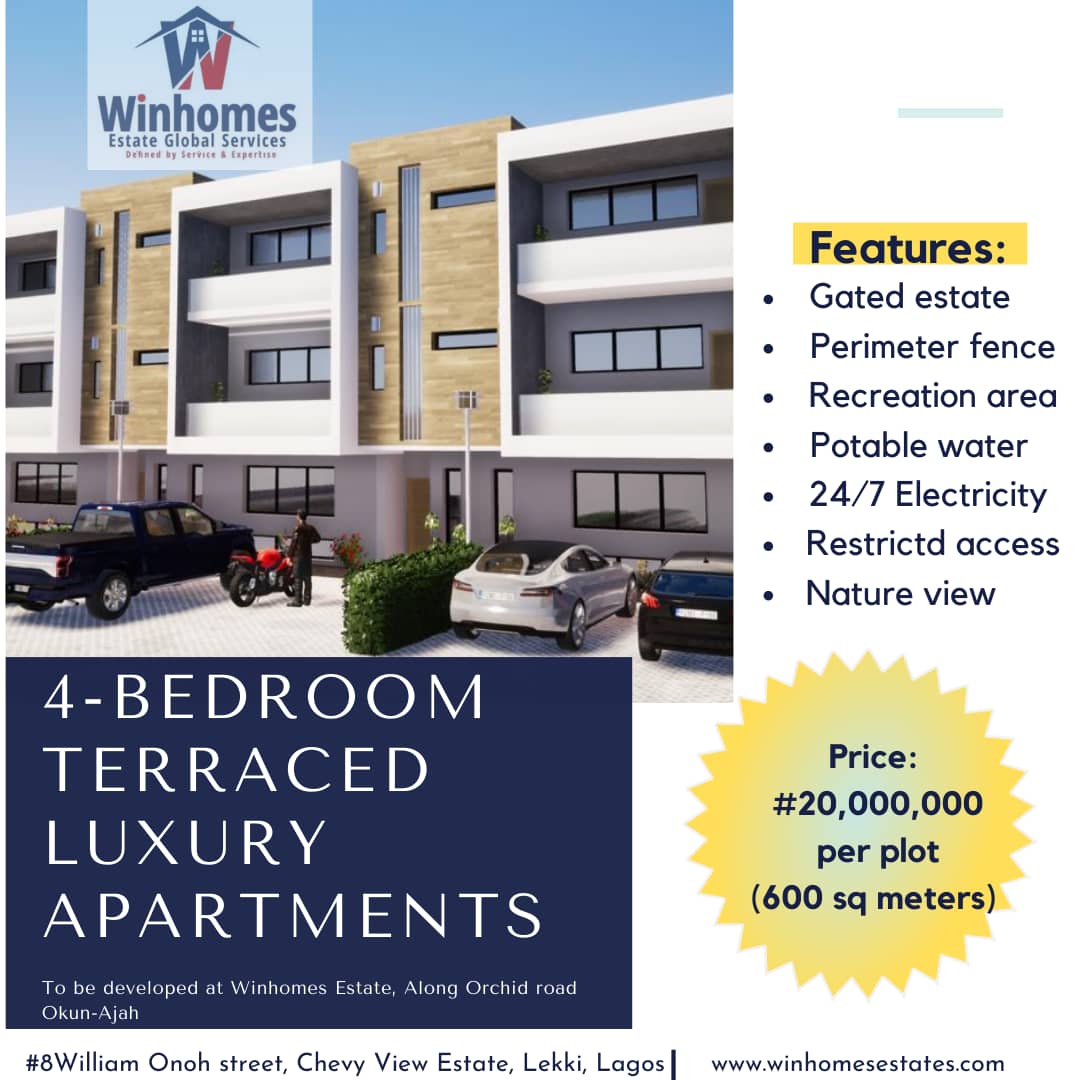 Winhomes
Estate Global Services
Defined by Service & Expertise
Features:
• Gated estate
• Perimeter fence
• Recreation area
• Potable water
• 24/7 Electricity
• Restrictd access
• Nature view
4-BEDROOM
TERRACED
LUXURY
APARTMENTS
To be developed at Winhomes Estate, Along Orchid road
Okun-Ajah
Price:
#20,000,000
per plot
(600 sq meters)
#8William Onoh street, Chevy View Estate, Lekki, Lagos
www.winhomesestates.com